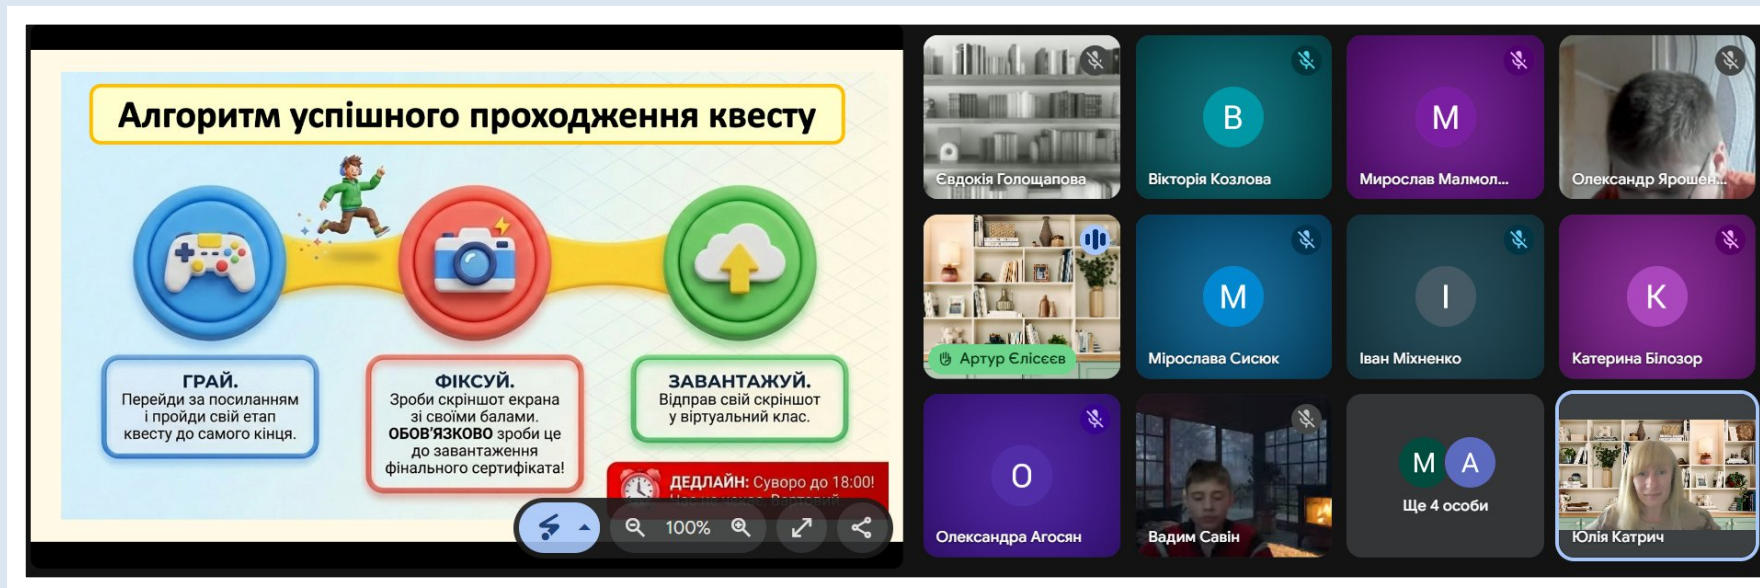 Алгоритм успішного проходження квесту
ГРАЙ.
Перейди за посиланням
і пройди свій етап
квесту до самого кінця.
ФІКСУЙ.
Зроби скріншот екрана
зі своїми балами.
ОБОВ'ЯЗКОВО зроби це
до завантаження
фінального сертифіката!
ЗАВАНТАЖУЙ.
Відправ свій скріншот
у віртуальний клас.
ДЕДЛАЙН: Суворо до 18:00!
100%
Євдокія Голощапова
В
Вікторія Козлова
М
Мирослав Малмол...
Олександр Ярошен...
Артур Єлісєєв
М
Мірослава Сисюк
І
Іван Міхненко
К
Катерина Білозор
О
Олександра Агосян
Вадим Савін
М А
Ще 4 особи
Юлія Катрич